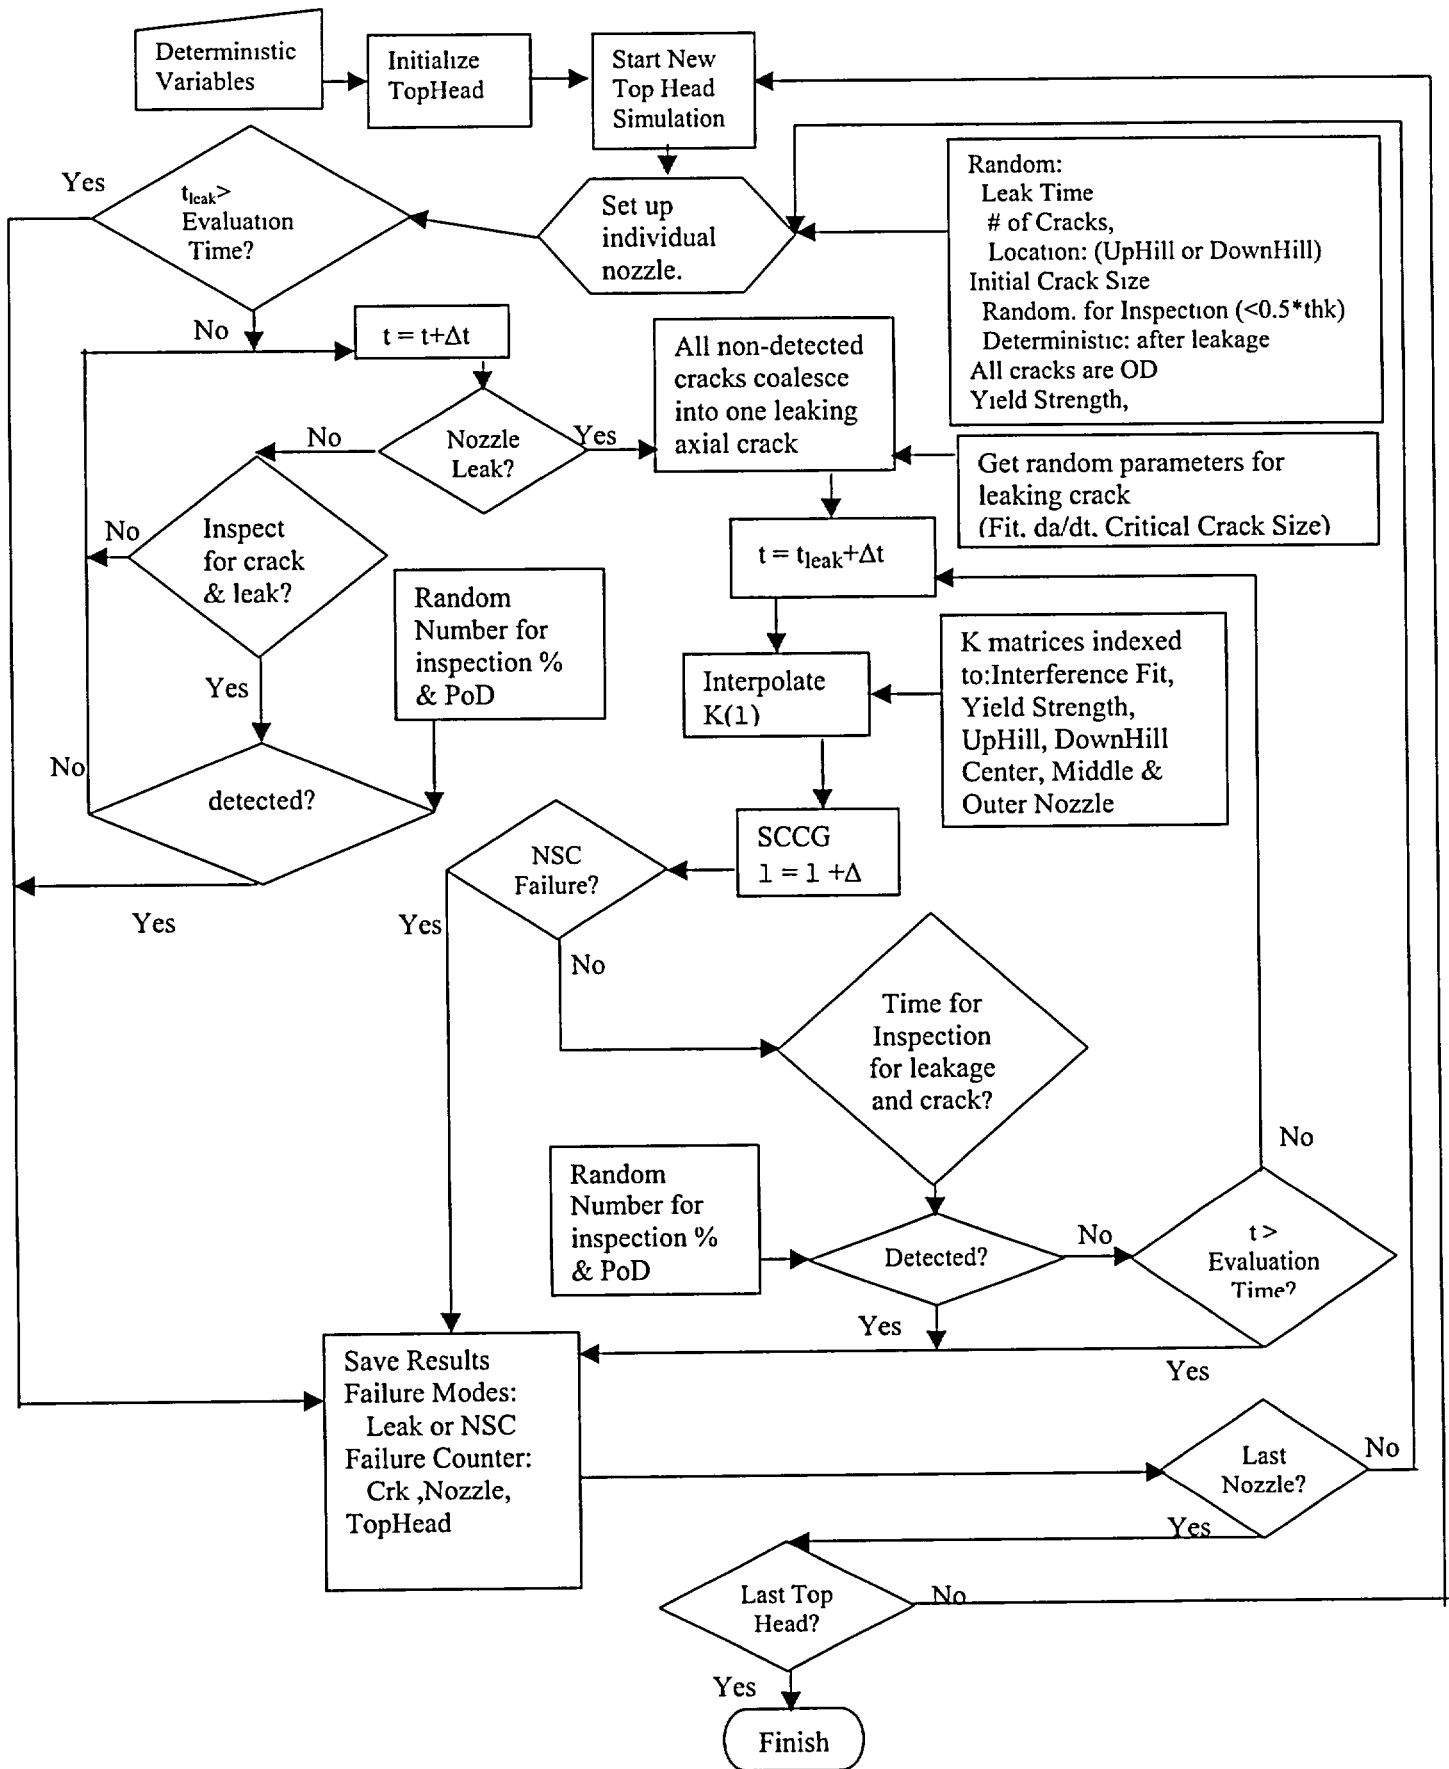 Deterministic
Variables
Initialize
TopHead
Start New
Top Head
Simulation
Random:
Leak Time
# of Cracks,
Location: (UpHill or DownHill)
Initial Crack Size
Random. for Inspection (<0.5*thk)
Deterministic: after leakage
All cracks are OD
Yield Strength,
Yes
t_leak>
Evaluation
Time?
Set up
individual
nozzle.
No
t = t+Δt
All non-detected
cracks coalesce
into one leaking
axial crack
No
Nozzle
Leak?
Yes
Get random parameters for
leaking crack
(Fit. da/dt. Critical Crack Size)
No
Inspect
for crack
& leak?
t = t_leak+Δt
Random
Number for
inspection %
& PoD
Yes
Interpolate
K(l)
K matrices indexed
to:Interference Fit,
Yield Strength,
UpHill, DownHill
Center, Middle &
Outer Nozzle
No
detected?
SCCG
l = l +Δ
NSC
Failure?
Yes
Yes
No
Time for
Inspection
for leakage
and crack?
No
Random
Number for
inspection %
& PoD
Detected?
No
t >
Evaluation
Time?
Yes
Yes
Save Results
Failure Modes:
Leak or NSC
Failure Counter:
Crk ,Nozzle,
TopHead
Last
Nozzle?
No
Yes
Last Top
Head?
No
Yes
Finish